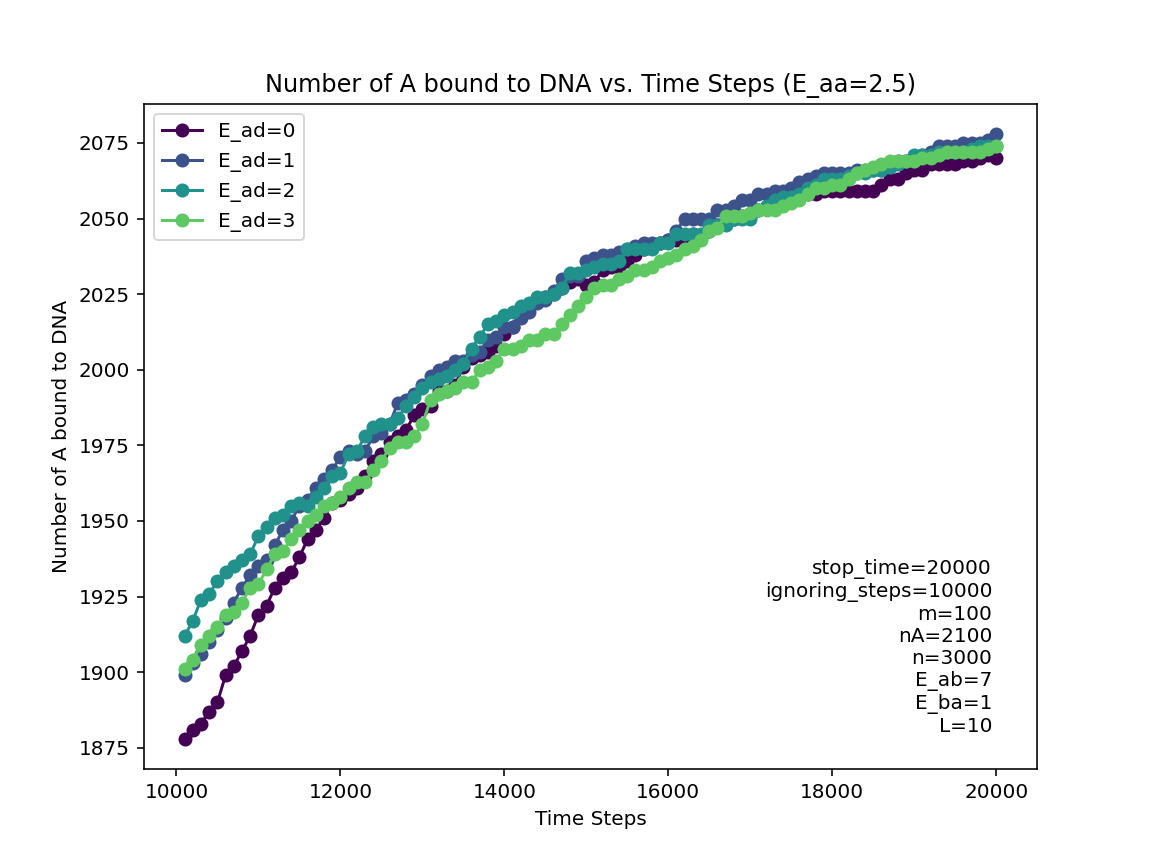 Number of A bound to DNA vs. Time Steps (E_aa=2.5)
E_ad=0
E_ad=1
E_ad=2
E_ad=3
Number of A bound to DNA
2075
2050
2025
2000
1975
1950
1925
1900
1875
stop_time=20000
ignoring_steps=10000
m=100
nA=2100
n=3000
E_ab=7
E_ba=1
L=10
10000 12000 14000 16000 18000 20000
Time Steps